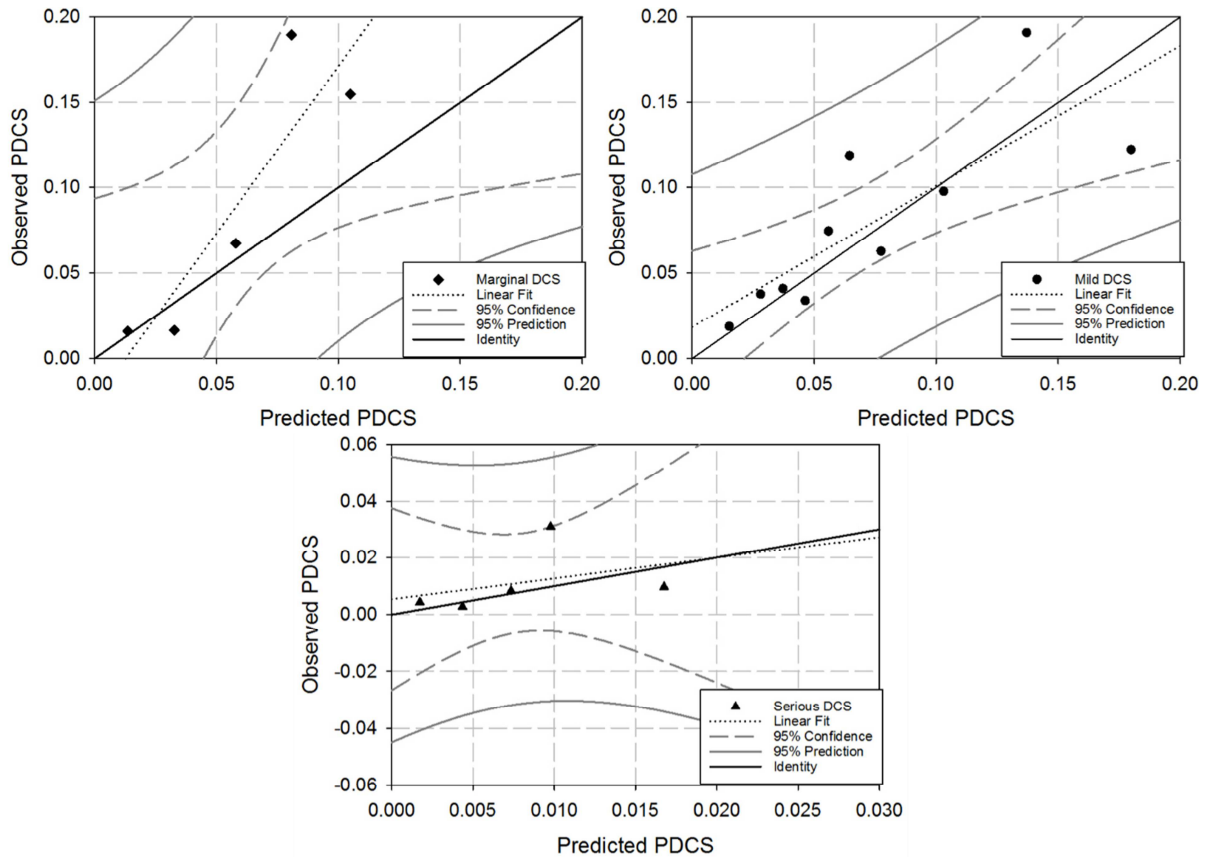 0.20
0.15
0.10
0.05
0.00
Observed PDCS
Marginal DCS
Linear Fit
95% Confidence
95% Prediction
Identity
0.00 0.05 0.10 0.15 0.20
Predicted PDCS
0.20
0.15
0.10
0.05
0.00
Observed PDCS
Mild DCS
Linear Fit
95% Confidence
95% Prediction
Identity
0.00 0.05 0.10 0.15 0.20
Predicted PDCS
0.06
0.04
0.02
0.00
-0.02
-0.04
-0.06
Observed PDCS
Serious DCS
Linear Fit
95% Confidence
95% Prediction
Identity
0.000 0.005 0.010 0.015 0.020 0.025 0.030
Predicted PDCS